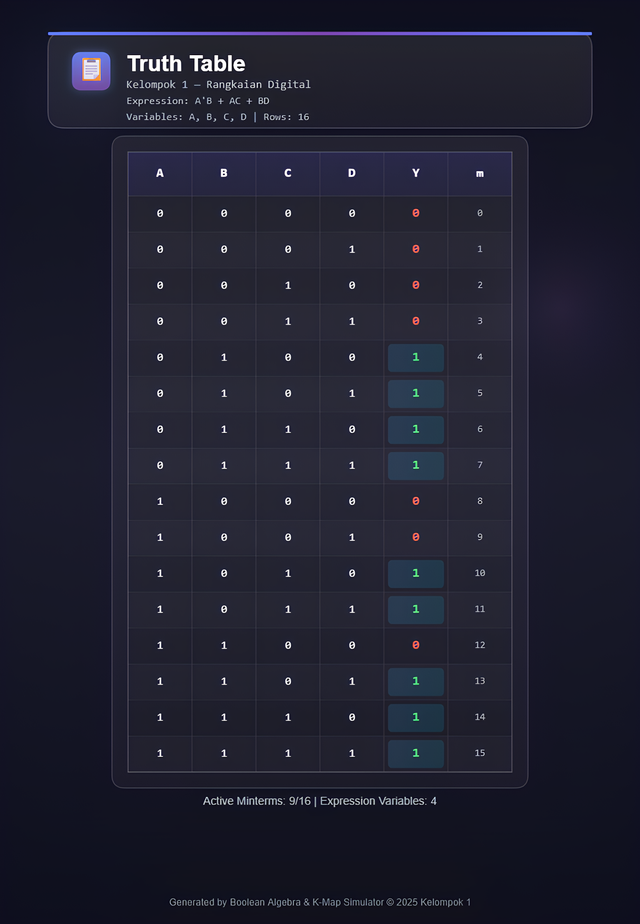 Truth Table
Kelompok 1 — Rangkaian Digital
Expression: A'B + AC + BD
Variables: A, B, C, D | Rows: 16
A B C D Y m
0 0 0 0 0 0
0 0 0 1 0 1
0 0 1 0 0 2
0 0 1 1 0 3
0 1 0 0 1 4
0 1 0 1 1 5
0 1 1 0 1 6
0 1 1 1 1 7
1 0 0 0 0 8
1 0 0 1 0 9
1 0 1 0 1 10
1 0 1 1 1 11
1 1 0 0 0 12
1 1 0 1 1 13
1 1 1 0 1 14
1 1 1 1 1 15
Active Minterms: 9/16 | Expression Variables: 4
Generated by Boolean Algebra & K-Map Simulator © 2025 Kelompok 1